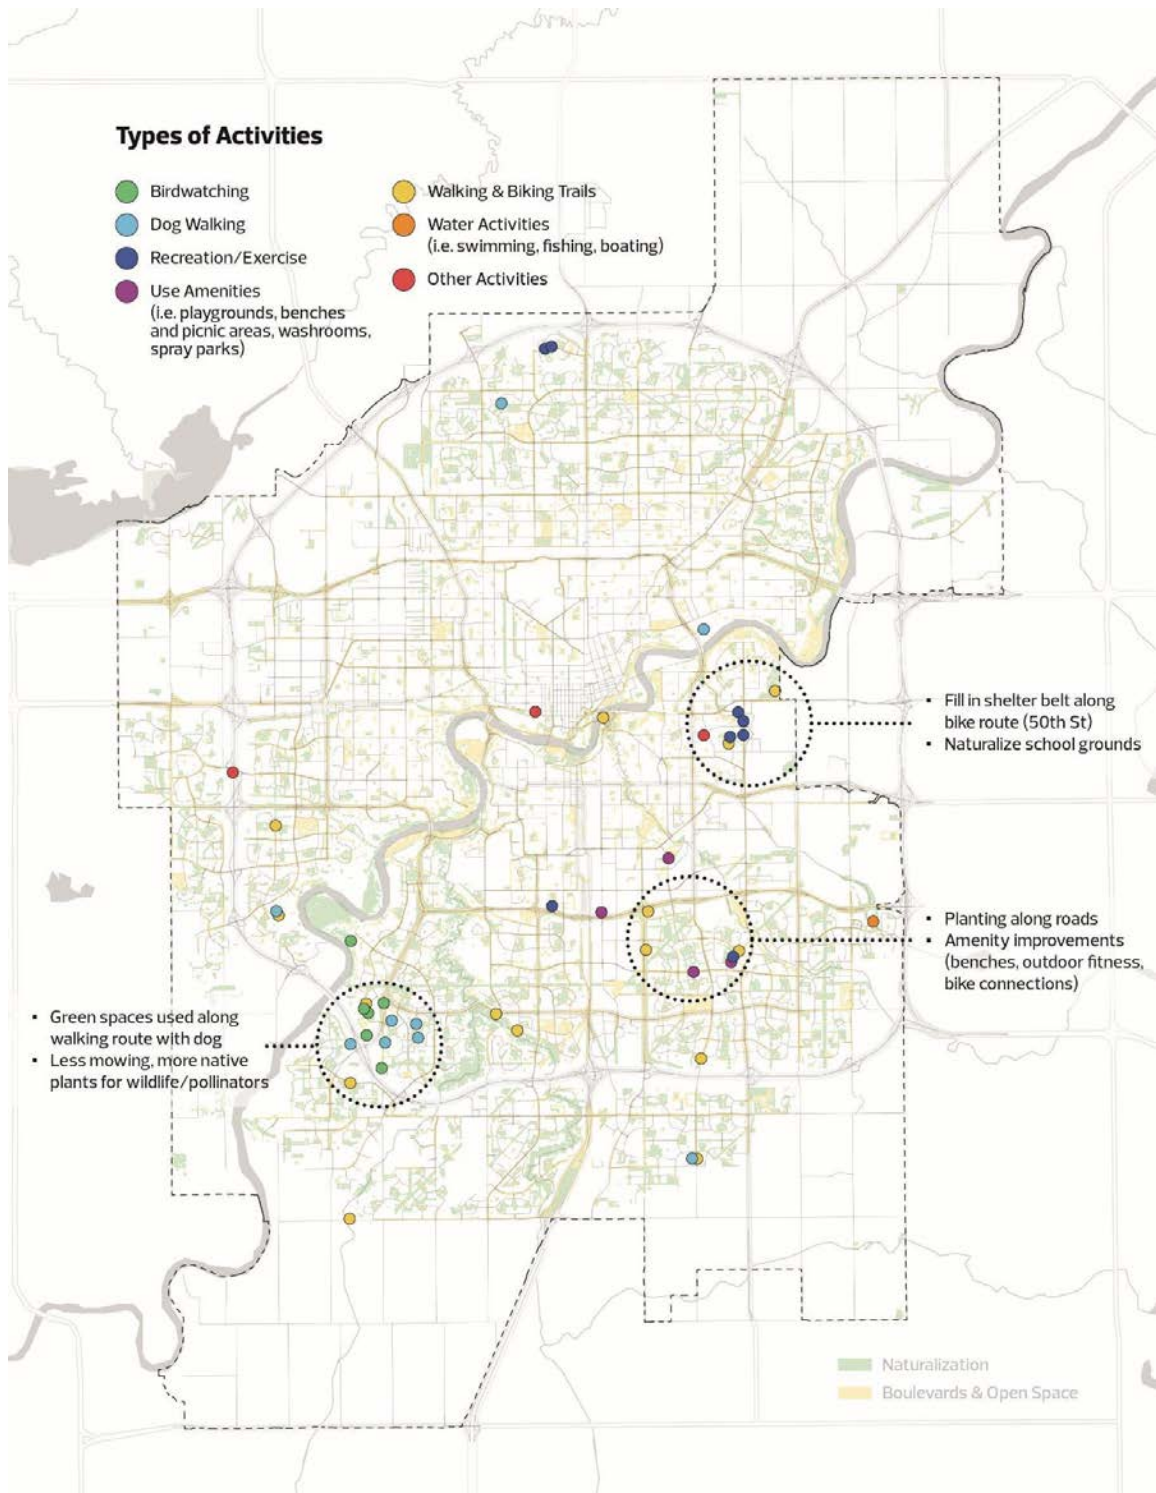 Types of Activities
Birdwatching
Dog Walking
Recreation/Exercise
Use Amenities
(i.e. playgrounds, benches
and picnic areas, washrooms,
spray parks)
Walking & Biking Trails
Water Activities
(i.e. swimming, fishing, boating)
Other Activities
▪ Fill in shelter belt along
bike route (50th St)
▪ Naturalize school grounds
▪ Planting along roads
▪ Amenity improvements
(benches, outdoor fitness,
bike connections)
▪ Green spaces used along
walking route with dog
▪ Less mowing, more native
plants for wildlife/pollinators
Naturalization
Boulevards & Open Space